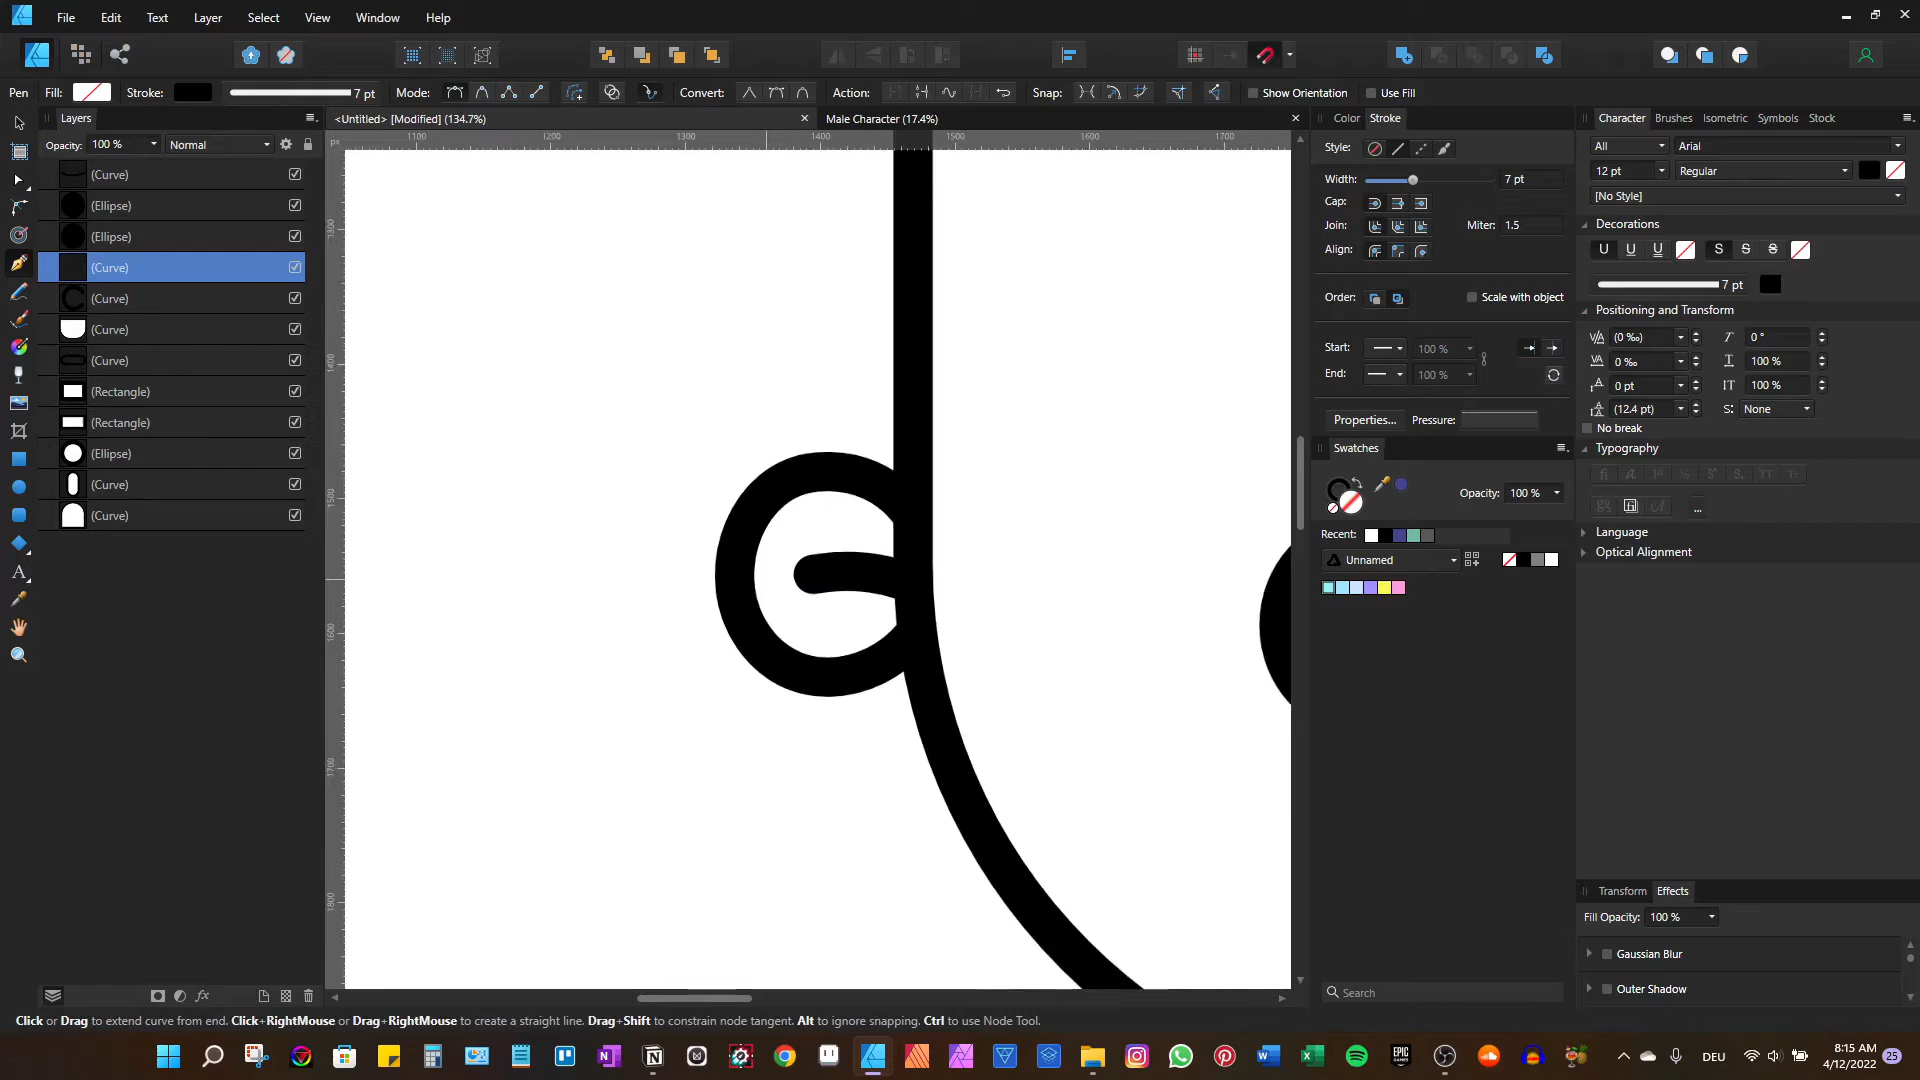 File Edit Text Layer Select View Window Help
Pen Fill: Stroke: 7 pt Mode: Convert: Action: Snap: Show Orientation Use Fill
Layers
<Untitled> [Modified] (134.7%)
Male Character (17.4%)
Opacity: 100 % Normal
(Curve)
(Ellipse)
(Ellipse)
(Curve)
(Curve)
(Curve)
(Curve)
(Rectangle)
(Rectangle)
(Ellipse)
(Curve)
(Curve)
px
1100 1200 1300 1400 1500 1600 1700
1300
1400
1500
1600
1700
1800
Color Stroke
Style:
Width: 7 pt
Cap:
Join: Miter: 1.5
Align:
Order: Scale with object
Start: 100 %
End: 100 %
Properties... Pressure:
Swatches
Opacity: 100 %
Recent:
Unnamed
Search
Character Brushes Isometric Symbols Stock
All Arial
12 pt Regular
[No Style]
Decorations
U U U S S S
7 pt
Positioning and Transform
(0 ‰) 0 °
0 ‰ 100 %
0 pt 100 %
(12.4 pt) S: None
No break
Typography
...
Language
Optical Alignment
Transform Effects
Fill Opacity: 100 %
Gaussian Blur
Outer Shadow
Click or Drag to extend curve from end. Click+RightMouse or Drag+RightMouse to create a straight line. Drag+Shift to constrain node tangent. Alt to ignore snapping. Ctrl to use Node Tool.
DEU
8:15 AM
4/12/2022
25